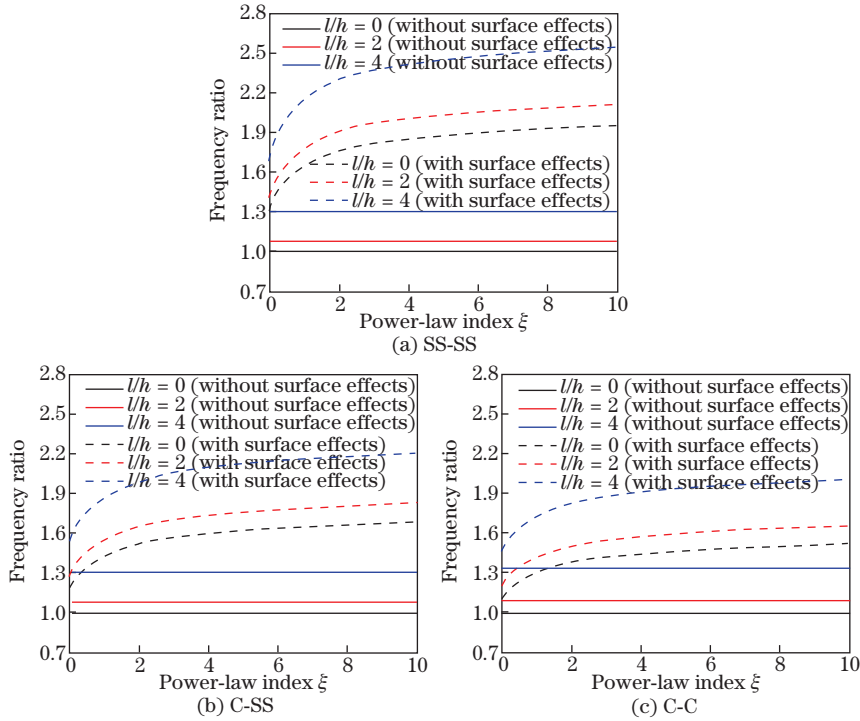 2.8
2.5
2.2
1.9
1.6
1.3
1.0
0.7
Frequency ratio
l/h = 0 (without surface effects)
l/h = 2 (without surface effects)
l/h = 4 (without surface effects)
l/h = 0 (with surface effects)
l/h = 2 (with surface effects)
l/h = 4 (with surface effects)
0 2 4 6 8 10
Power-law index ξ
(a) SS-SS
2.8
2.5
2.2
1.9
1.6
1.3
1.0
0.7
Frequency ratio
l/h = 0 (without surface effects)
l/h = 2 (without surface effects)
l/h = 4 (without surface effects)
l/h = 0 (with surface effects)
l/h = 2 (with surface effects)
l/h = 4 (with surface effects)
0 2 4 6 8 10
Power-law index ξ
(b) C-SS
2.8
2.5
2.2
1.9
1.6
1.3
1.0
0.7
Frequency ratio
l/h = 0 (without surface effects)
l/h = 2 (without surface effects)
l/h = 4 (without surface effects)
l/h = 0 (with surface effects)
l/h = 2 (with surface effects)
l/h = 4 (with surface effects)
0 2 4 6 8 10
Power-law index ξ
(c) C-C